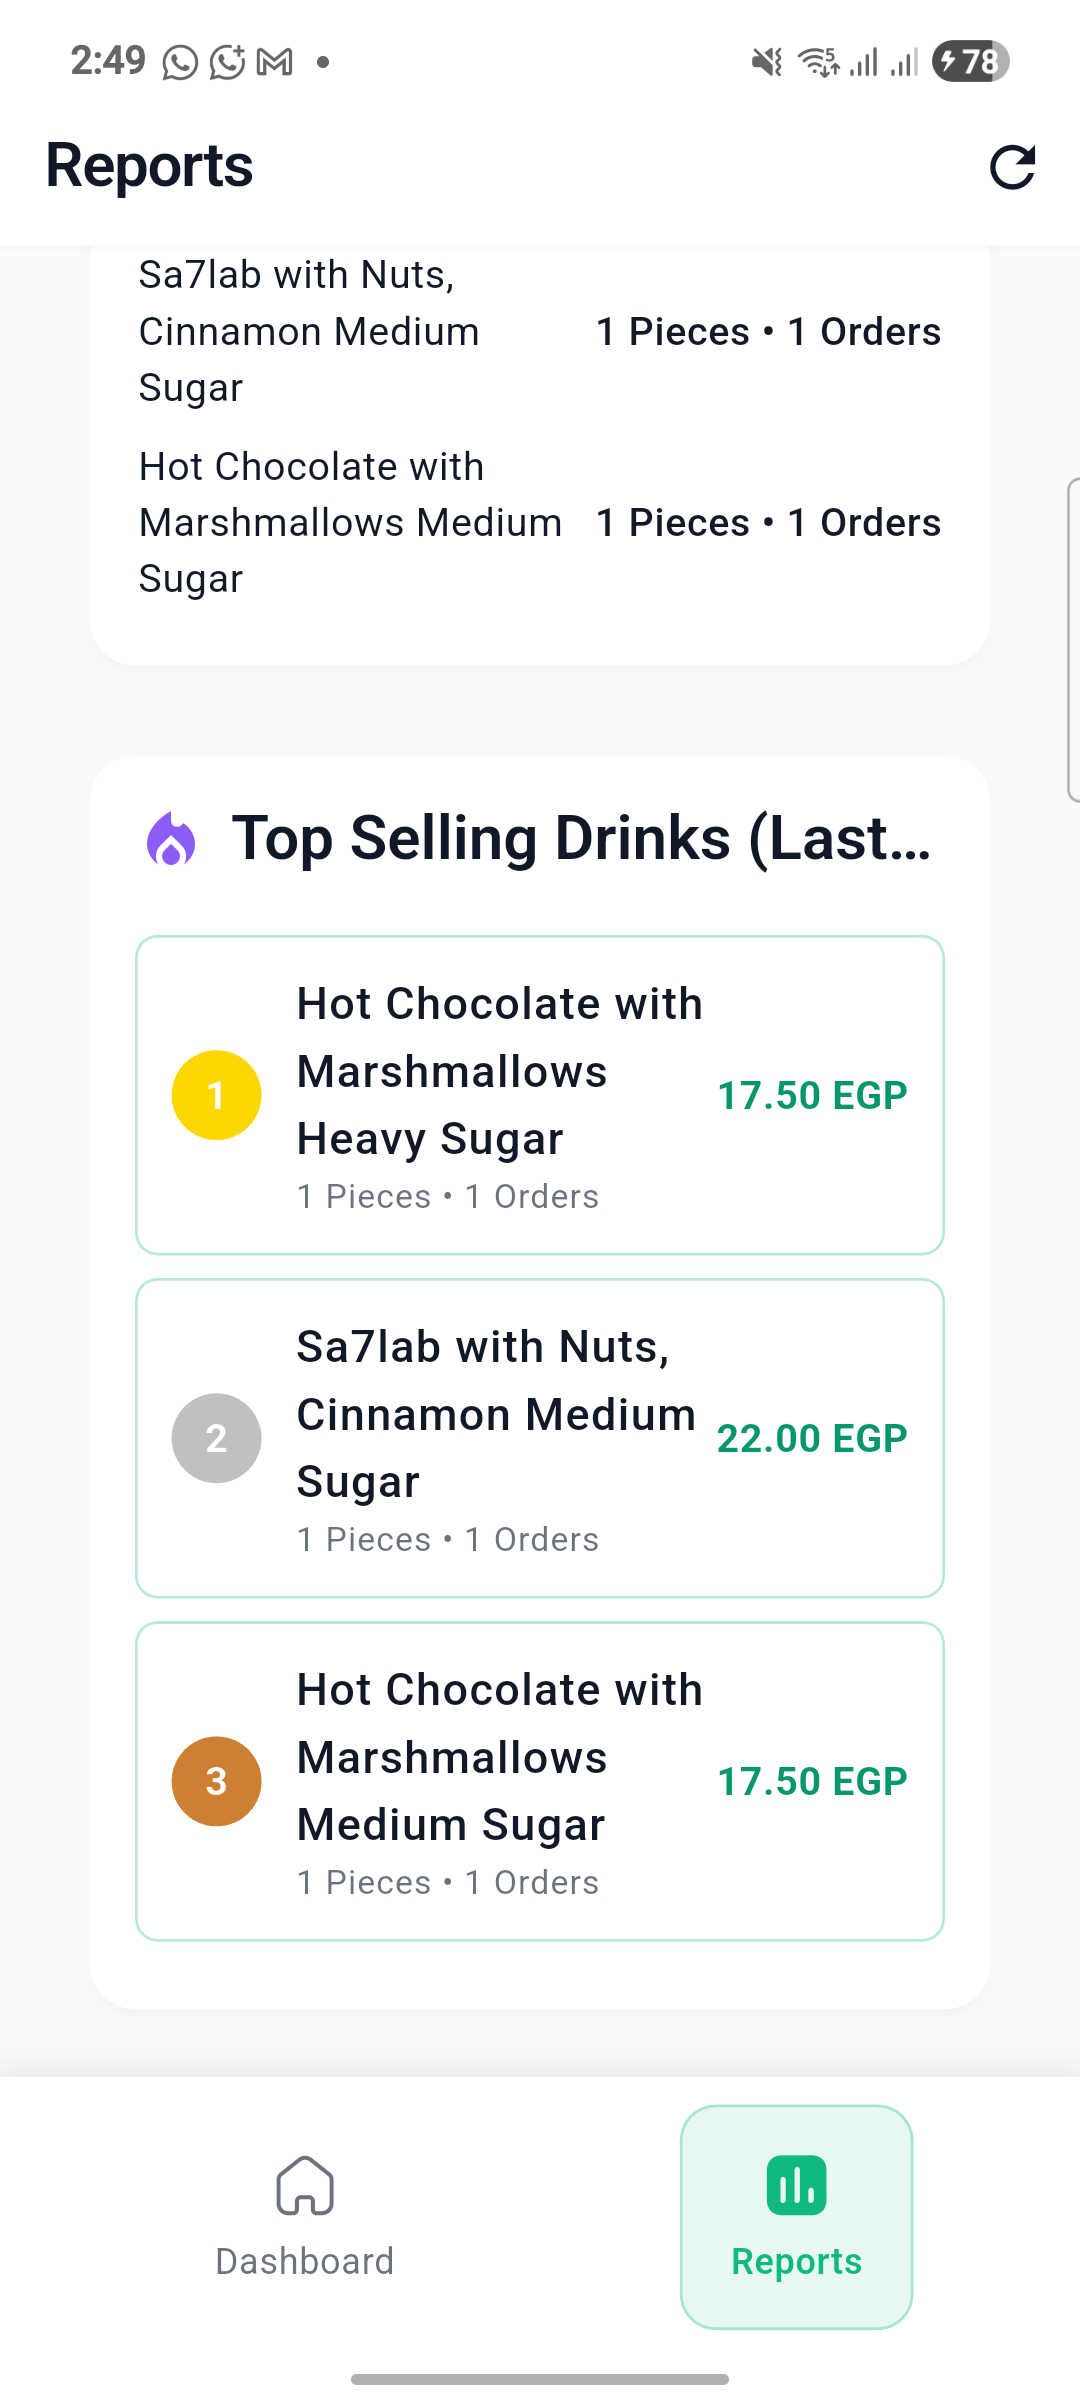 2:49
5
78
Reports
Sa7lab with Nuts,
Cinnamon Medium
Sugar
1 Pieces • 1 Orders
Hot Chocolate with
Marshmallows Medium
Sugar
1 Pieces • 1 Orders
Top Selling Drinks (Last...
1
Hot Chocolate with
Marshmallows
Heavy Sugar
1 Pieces • 1 Orders
17.50 EGP
2
Sa7lab with Nuts,
Cinnamon Medium
Sugar
1 Pieces • 1 Orders
22.00 EGP
3
Hot Chocolate with
Marshmallows
Medium Sugar
1 Pieces • 1 Orders
17.50 EGP
Dashboard
Reports